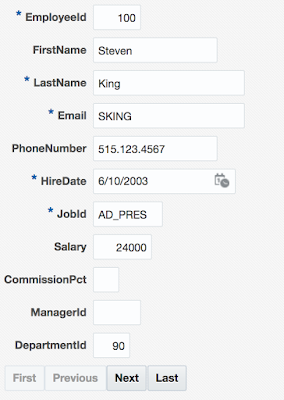 * EmployeeId 100
FirstName Steven
* LastName King
* Email SKING
PhoneNumber 515.123.4567
* HireDate 6/10/2003
* JobId AD_PRES
Salary 24000
CommissionPct
ManagerId
DepartmentId 90
First Previous Next Last